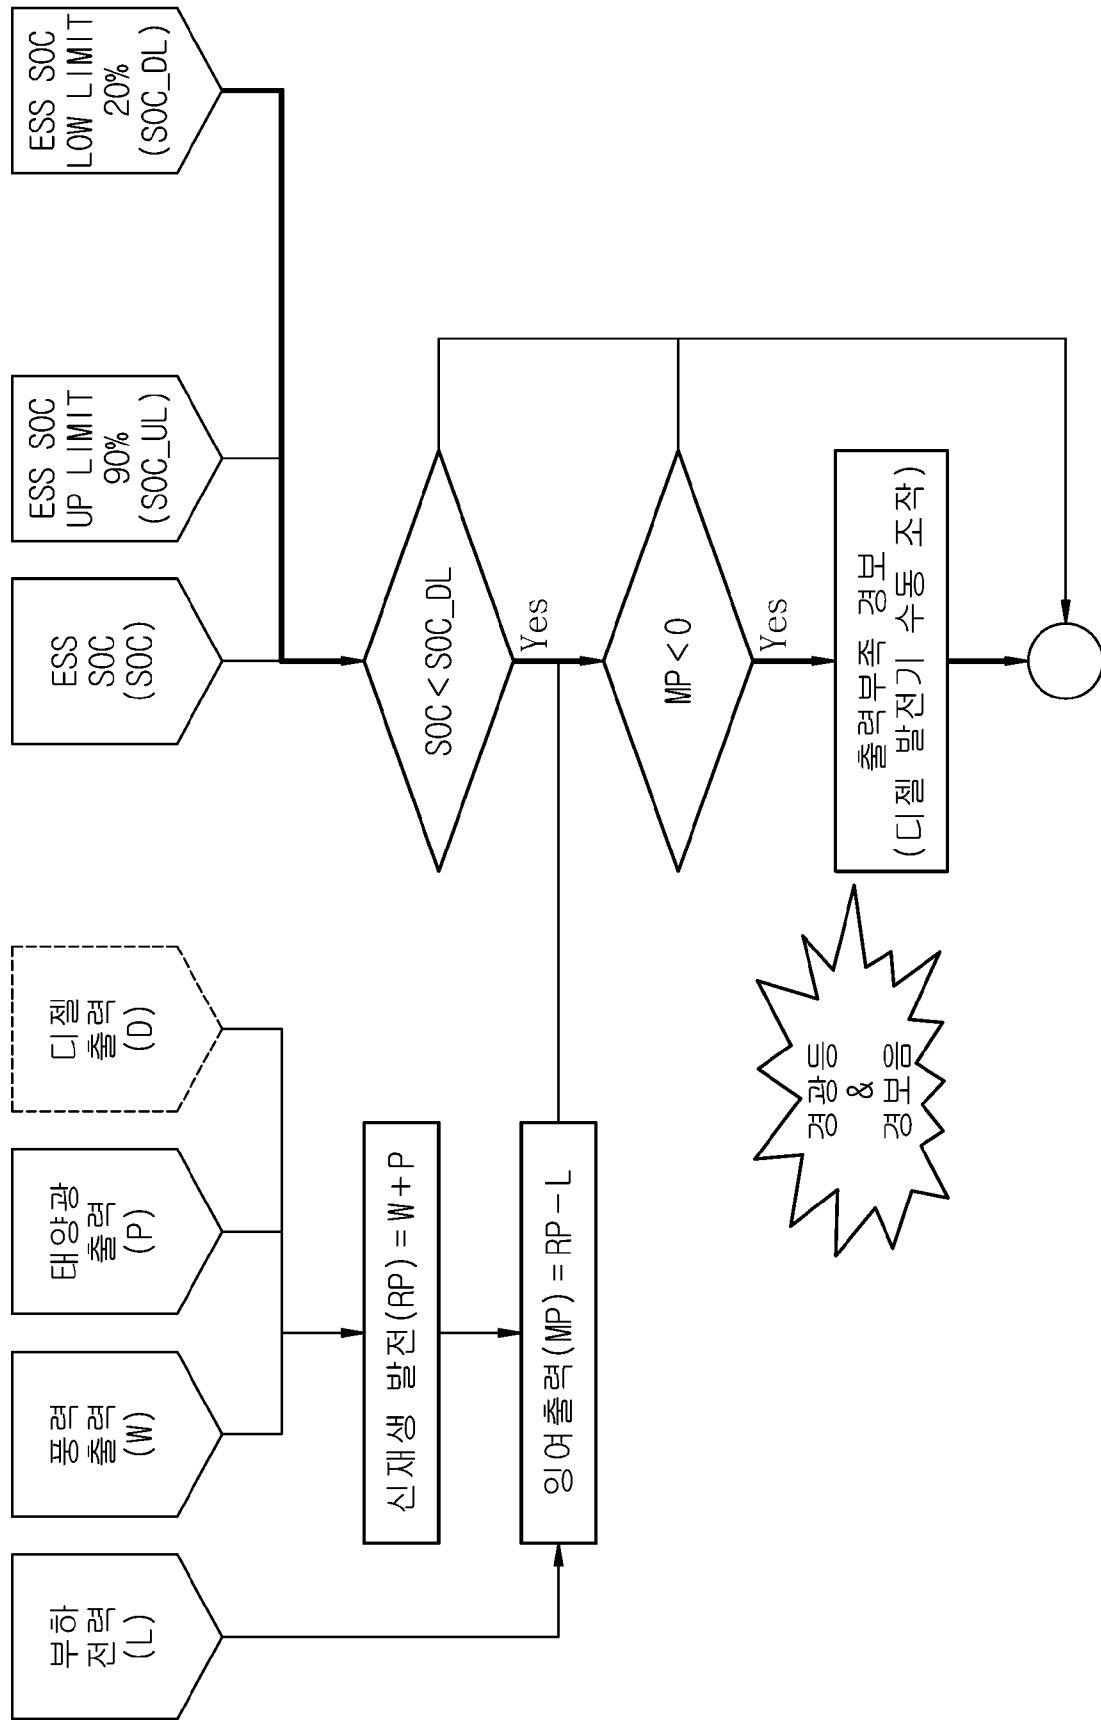 부하
전력
(L)
풍력
출력
(W)
태양광
출력
(P)
디젤
출력
(D)
ESS
SOC
(SOC)
ESS SOC
UP LIMIT
90%
(SOC_UL)
ESS SOC
LOW LIMIT
20%
(SOC_DL)
신재생 발전(RP)=W+P
잉여출력(MP)=RP-L
SOC<SOC_DL
Yes
MP<0
Yes
출력부족 경보
(디젤 발전기 수동 조작)
경광등
&
경보음